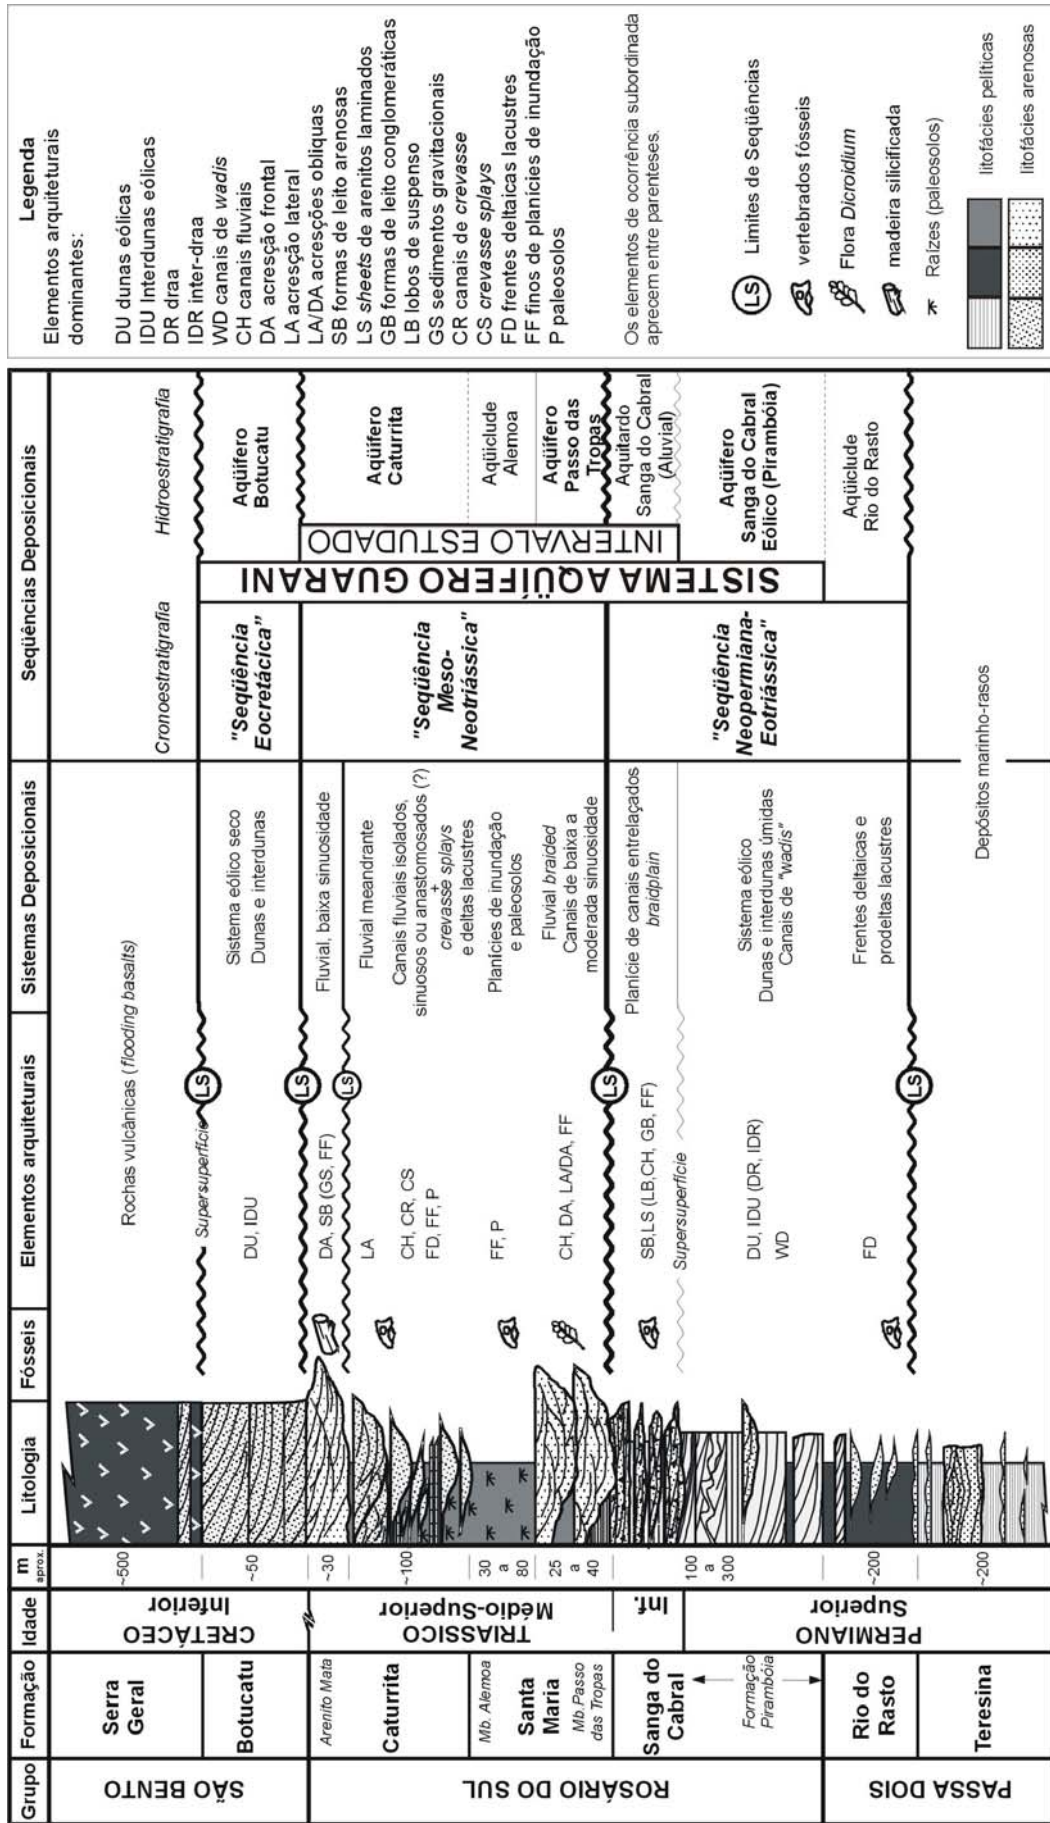 Grupo
Formação
Idade
m
aprox.
Litologia
Fósseis
Elementos arquiteturais
Sistemas Deposicionais
Seqüências Deposicionais
Cronoestratigrafia
Hidroestratigrafia
SÃO BENTO
ROSÁRIO DO SUL
PASSA DOIS
Serra
Geral
Botucatu
Arenito Mata
Caturrita
Mb. Alemoa
Santa
Maria
Mb.Passo
das Tropas
Sanga do
Cabral
Formação
Pirambóia
Rio do
Rasto
Teresina
CRETÁCEO
Inferior
TRIASSICO
Médio-Superior
Inf.
PERMIANO
Superior
~500
~50
~30
~100
30
a
80
25
a
40
100
a
300
~200
~200
Rochas vulcânicas (flooding basalts)
Supersuperfície
LS
DU, IDU
LS
DA, SB (GS, FF)
LS
LA
CH, CR, CS
FD, FF, P
FF, P
CH, DA, LA/DA, FF
LS
SB,LS (LB,CH, GB, FF)
Supersuperfície
DU, IDU (DR, IDR)
WD
FD
LS
Sistema eólico seco
Dunas e interdunas
Fluvial, baixa sinuosidade
Fluvial meandrante
Canais fluviais isolados,
sinuosos ou anastomosados (?)
+
crevasse splays
e deltas lacustres
Planícies de inundação
e paleosolos
Fluvial braided
Canais de baixa a
moderada sinuosidade
Planície de canais entrelaçados
braidplain
Sistema eólico
Dunas e interdunas úmidas
Canais de "wadis"
Frentes deltaicas e
prodeltas lacustres
Depósitos marinho-rasos
"Seqüência
Eocretácica"
"Seqüência
Meso-
Neotriássica"
"Seqüência
Neopermiana-
Eotriássica"
SISTEMA AQÜÍFERO GUARANI
INTERVALO ESTUDADO
Aqüífero
Botucatu
Aqüífero
Caturrita
Aqüiclude
Alemoa
Aqüífero
Passo das
Tropas
Aquitardo
Sanga do Cabral
(Aluvial)
Aqüífero
Sanga do Cabral
Eólico (Pirambóia)
Aqüiclude
Rio do Rasto
Legenda
Elementos arquiteturais
dominantes:
DU dunas eólicas
IDU Interdunas eólicas
DR draa
IDR inter-draa
WD canais de wadis
CH canais fluviais
DA acresção frontal
LA acresção lateral
LA/DA acresções obliquas
SB formas de leito arenosas
LS sheets de arenitos laminados
GB formas de leito conglomeráticas
LB lobos de suspenso
GS sedimentos gravitacionais
CR canais de crevasse
CS crevasse splays
FD frentes deltaicas lacustres
FF finos de planícies de inundação
P paleosolos
Os elementos de ocorrência subordinada
aprecem entre parenteses.
LS Limites de Seqüências
vertebrados fósseis
Flora Dicroidium
madeira silicificada
Raízes (paleosolos)
litofácies pelíticas
litofácies arenosas